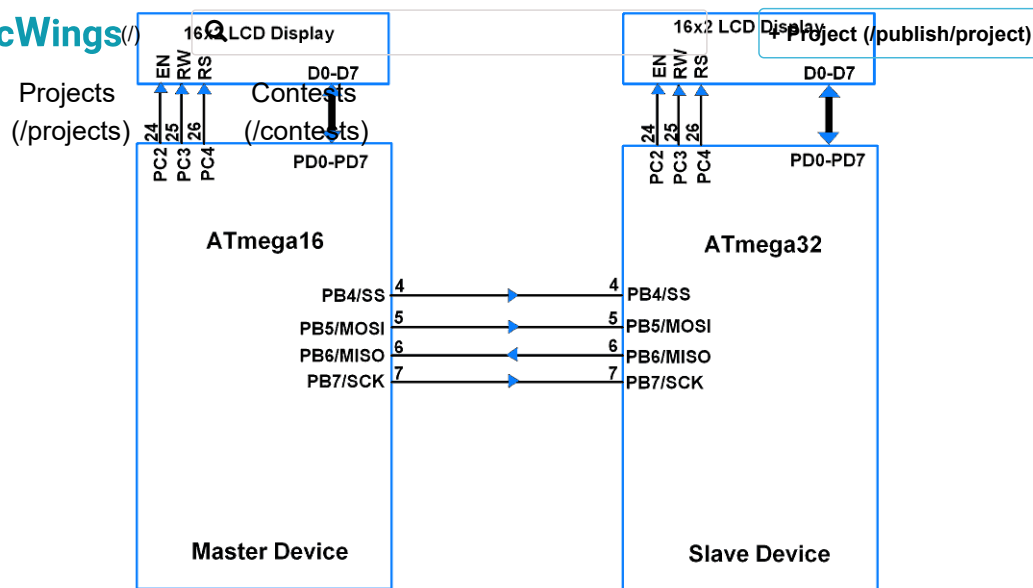 cWings(/)
16x2 LCD Display
16x2 LCD Display
+ Project (/publish/project)
EN
RW
RS
D0-D7
EN
RW
RS
D0-D7
Projects
(/projects)
Contests
(/contests)
24
25
26
24
25
26
PC2
PC3
PC4
PD0-PD7
PC2
PC3
PC4
PD0-PD7
ATmega16
ATmega32
PB4/SS
4
4
PB4/SS
PB5/MOSI
5
5
PB5/MOSI
PB6/MISO
6
6
PB6/MISO
PB7/SCK
7
7
PB7/SCK
Master Device
Slave Device